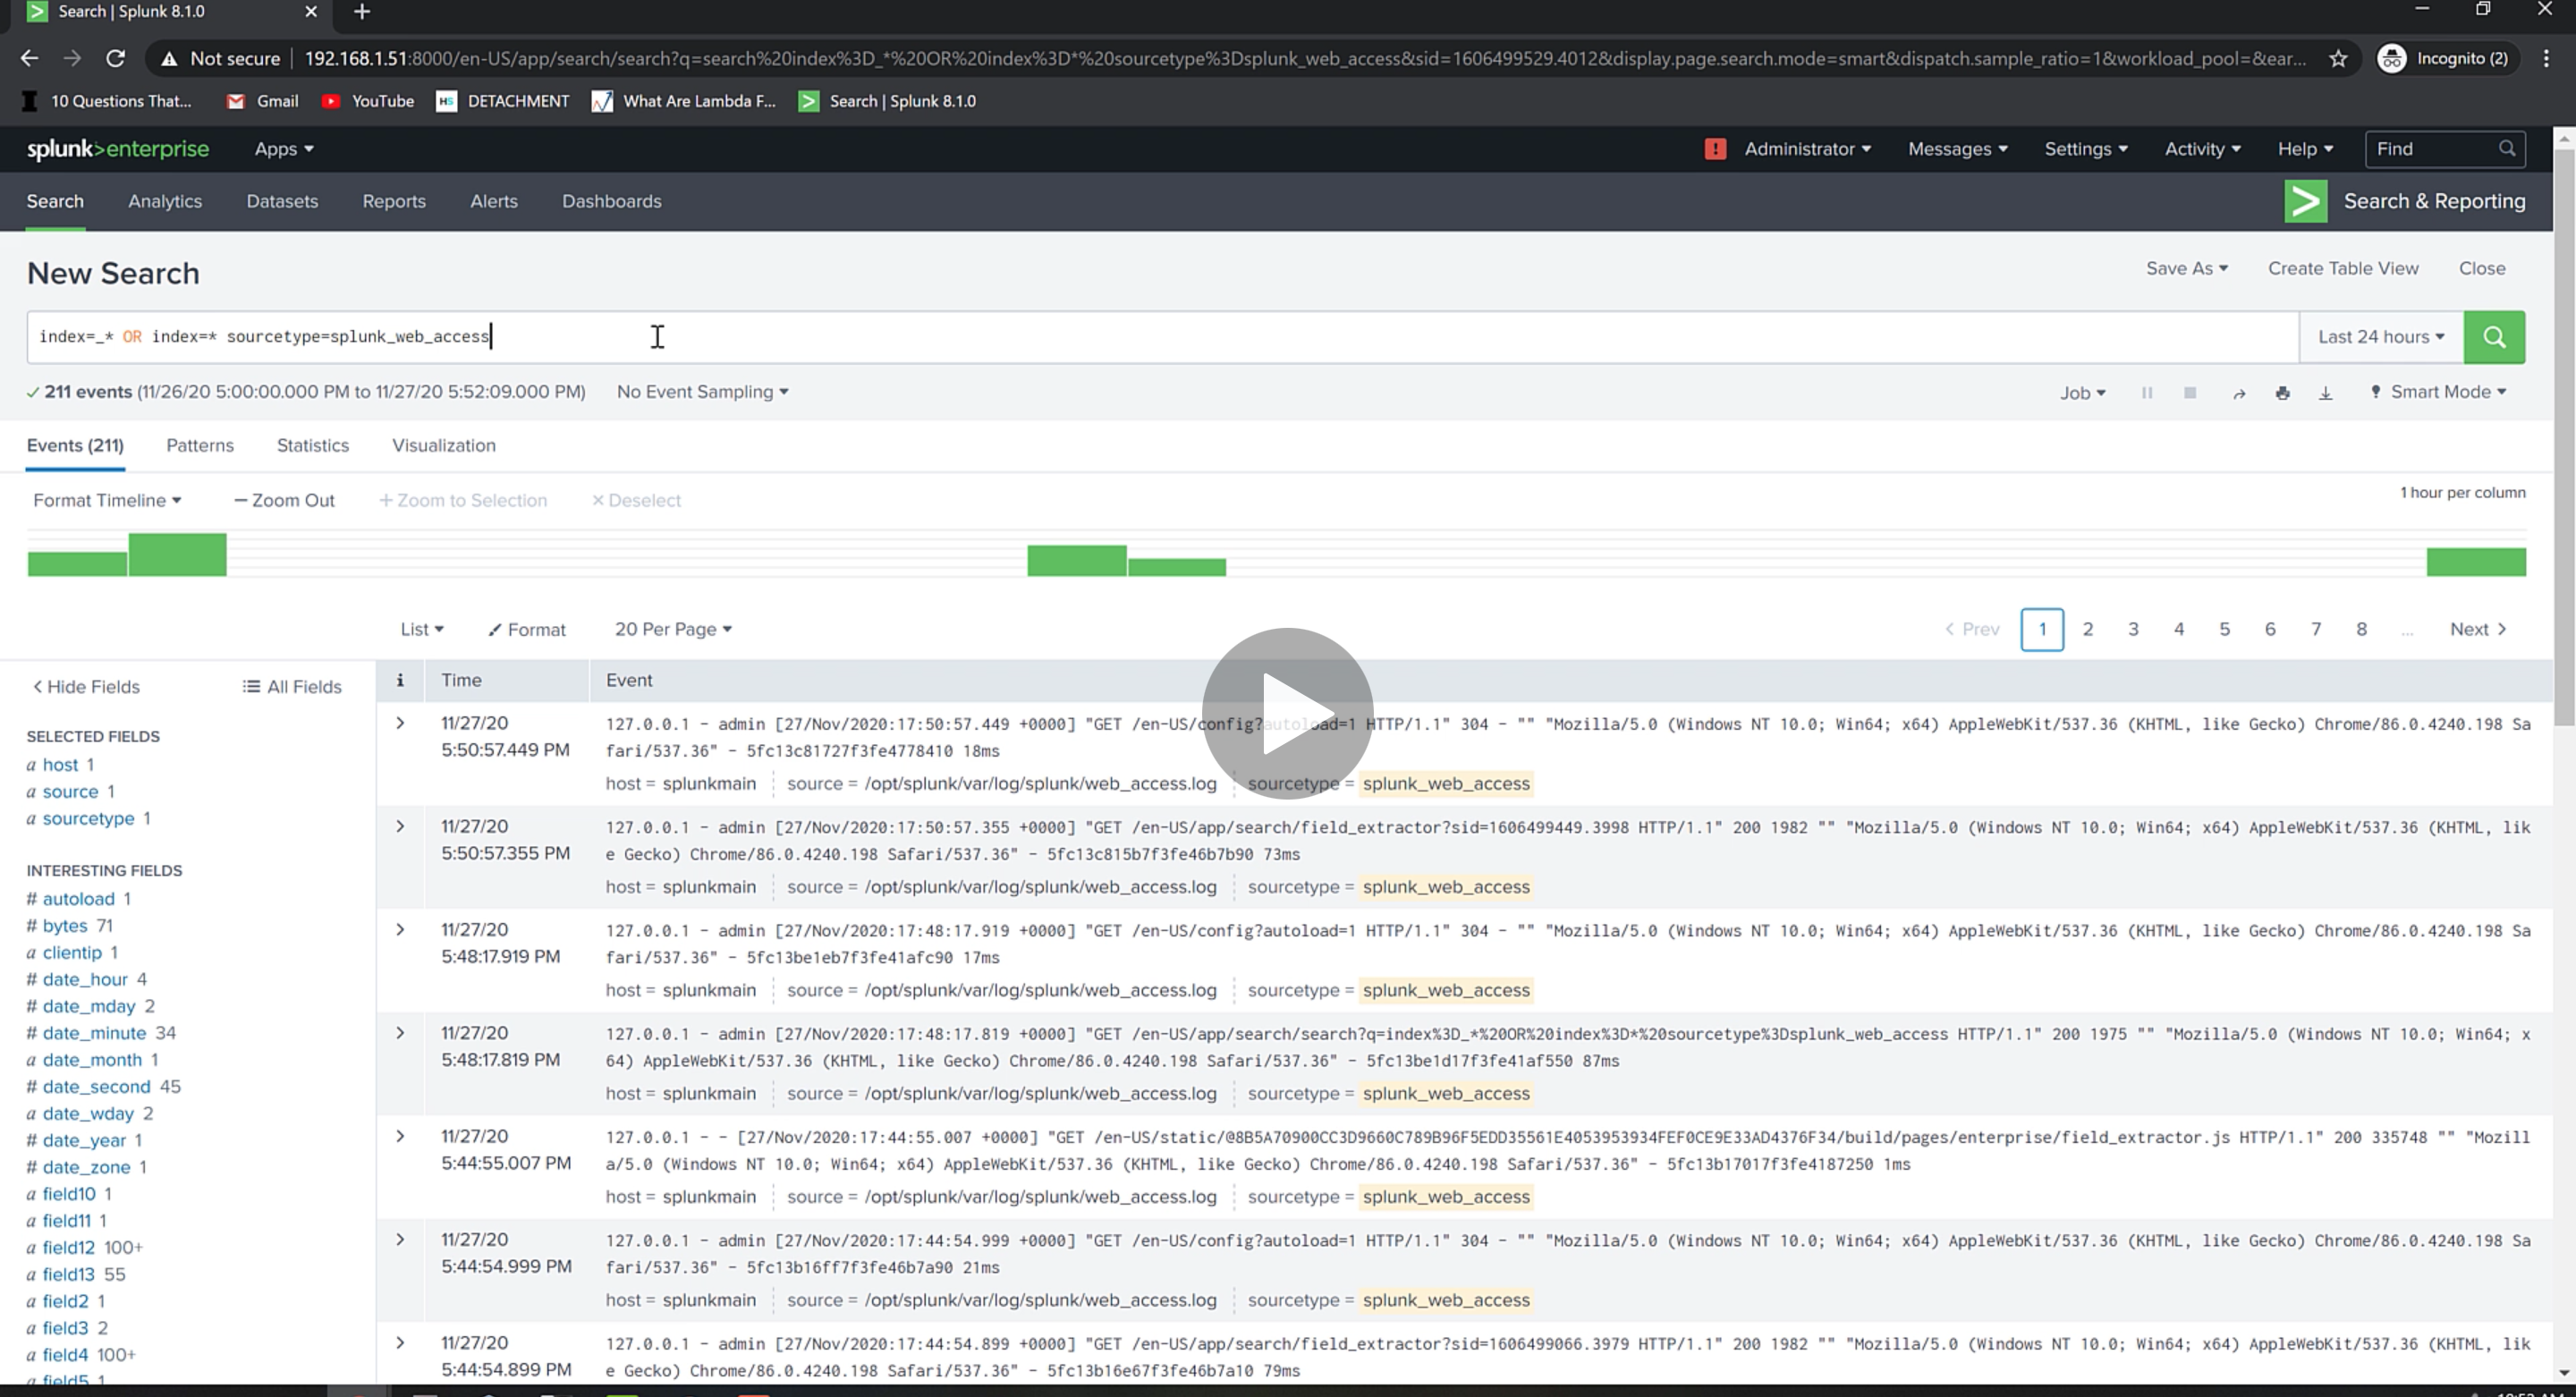 Search | Splunk 8.1.0
Not secure 192.168.1.51:8000/en-US/app/search/search?q=search%20index%3D_*%20OR%20index%3D*%20sourcetype%3Dsplunk_web_access&sid=1606499529.4012&display.page.search.mode=smart&dispatch.sample_ratio=1&workload_pool=&ear... Incognito (2)
10 Questions That... Gmail YouTube HS DETACHMENT What Are Lambda F... Search | Splunk 8.1.0
splunk>enterprise Apps ! Administrator Messages Settings Activity Help Find
Search Analytics Datasets Reports Alerts Dashboards Search & Reporting
New Search Save As Create Table View Close
index=_* OR index=* sourcetype=splunk_web_access Last 24 hours
✓ 211 events (11/26/20 5:00:00.000 PM to 11/27/20 5:52:09.000 PM) No Event Sampling Job Smart Mode
Events (211) Patterns Statistics Visualization
Format Timeline — Zoom Out + Zoom to Selection × Deselect 1 hour per column
List Format 20 Per Page < Prev 1 2 3 4 5 6 7 8 ... Next >
< Hide Fields All Fields
SELECTED FIELDS
a host 1
a source 1
a sourcetype 1
INTERESTING FIELDS
# autoload 1
# bytes 71
a clientip 1
# date_hour 4
# date_mday 2
# date_minute 34
a date_month 1
# date_second 45
a date_wday 2
# date_year 1
# date_zone 1
a field10 1
a field11 1
a field12 100+
a field13 55
a field2 1
a field3 2
a field4 100+
a field5 1
i Time Event
11/27/20
5:50:57.449 PM
127.0.0.1 - admin [27/Nov/2020:17:50:57.449 +0000] "GET /en-US/config?autoload=1 HTTP/1.1" 304 - "" "Mozilla/5.0 (Windows NT 10.0; Win64; x64) AppleWebKit/537.36 (KHTML, like Gecko) Chrome/86.0.4240.198 Sa
fari/537.36" - 5fc13c81727f3fe4778410 18ms
host = splunkmain source = /opt/splunk/var/log/splunk/web_access.log sourcetype = splunk_web_access
11/27/20
5:50:57.355 PM
127.0.0.1 - admin [27/Nov/2020:17:50:57.355 +0000] "GET /en-US/app/search/field_extractor?sid=1606499449.3998 HTTP/1.1" 200 1982 "" "Mozilla/5.0 (Windows NT 10.0; Win64; x64) AppleWebKit/537.36 (KHTML, lik
e Gecko) Chrome/86.0.4240.198 Safari/537.36" - 5fc13c815b7f3fe46b7b90 73ms
host = splunkmain source = /opt/splunk/var/log/splunk/web_access.log sourcetype = splunk_web_access
11/27/20
5:48:17.919 PM
127.0.0.1 - admin [27/Nov/2020:17:48:17.919 +0000] "GET /en-US/config?autoload=1 HTTP/1.1" 304 - "" "Mozilla/5.0 (Windows NT 10.0; Win64; x64) AppleWebKit/537.36 (KHTML, like Gecko) Chrome/86.0.4240.198 Sa
fari/537.36" - 5fc13be1eb7f3fe41afc90 17ms
host = splunkmain source = /opt/splunk/var/log/splunk/web_access.log sourcetype = splunk_web_access
11/27/20
5:48:17.819 PM
127.0.0.1 - admin [27/Nov/2020:17:48:17.819 +0000] "GET /en-US/app/search/search?q=index%3D_*%20OR%20index%3D*%20sourcetype%3Dsplunk_web_access HTTP/1.1" 200 1975 "" "Mozilla/5.0 (Windows NT 10.0; Win64; x
64) AppleWebKit/537.36 (KHTML, like Gecko) Chrome/86.0.4240.198 Safari/537.36" - 5fc13be1d17f3fe41af550 87ms
host = splunkmain source = /opt/splunk/var/log/splunk/web_access.log sourcetype = splunk_web_access
11/27/20
5:44:55.007 PM
127.0.0.1 - - [27/Nov/2020:17:44:55.007 +0000] "GET /en-US/static/@8B5A70900CC3D9660C789B96F5EDD35561E4053953934FEF0CE9E33AD4376F34/build/pages/enterprise/field_extractor.js HTTP/1.1" 200 335748 "" "Mozill
a/5.0 (Windows NT 10.0; Win64; x64) AppleWebKit/537.36 (KHTML, like Gecko) Chrome/86.0.4240.198 Safari/537.36" - 5fc13b17017f3fe4187250 1ms
host = splunkmain source = /opt/splunk/var/log/splunk/web_access.log sourcetype = splunk_web_access
11/27/20
5:44:54.999 PM
127.0.0.1 - admin [27/Nov/2020:17:44:54.999 +0000] "GET /en-US/config?autoload=1 HTTP/1.1" 304 - "" "Mozilla/5.0 (Windows NT 10.0; Win64; x64) AppleWebKit/537.36 (KHTML, like Gecko) Chrome/86.0.4240.198 Sa
fari/537.36" - 5fc13b16ff7f3fe46b7a90 21ms
host = splunkmain source = /opt/splunk/var/log/splunk/web_access.log sourcetype = splunk_web_access
11/27/20
5:44:54.899 PM
127.0.0.1 - admin [27/Nov/2020:17:44:54.899 +0000] "GET /en-US/app/search/field_extractor?sid=1606499066.3979 HTTP/1.1" 200 1982 "" "Mozilla/5.0 (Windows NT 10.0; Win64; x64) AppleWebKit/537.36 (KHTML, lik
e Gecko) Chrome/86.0.4240.198 Safari/537.36" - 5fc13b16e67f3fe46b7a10 79ms